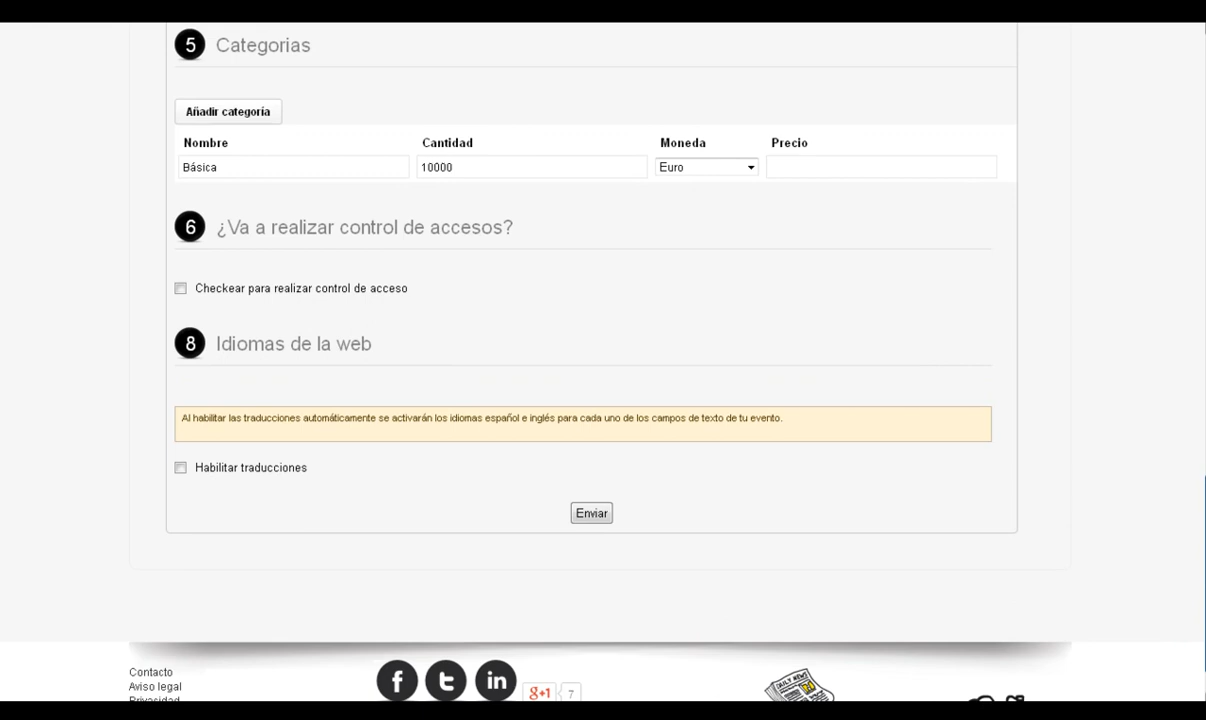 5 Categorias
Añadir categoría
Nombre Cantidad Moneda Precio
Básica 10000 Euro
6 ¿Va a realizar control de accesos?
Checkear para realizar control de acceso
8 Idiomas de la web
Al habilitar las traducciones automáticamente se activarán los idiomas español e inglés para cada uno de los campos de texto de tu evento.
Habilitar traducciones
Enviar
Contacto
Aviso legal
Privacidad
f t in g+1 7
DAILY NEWS